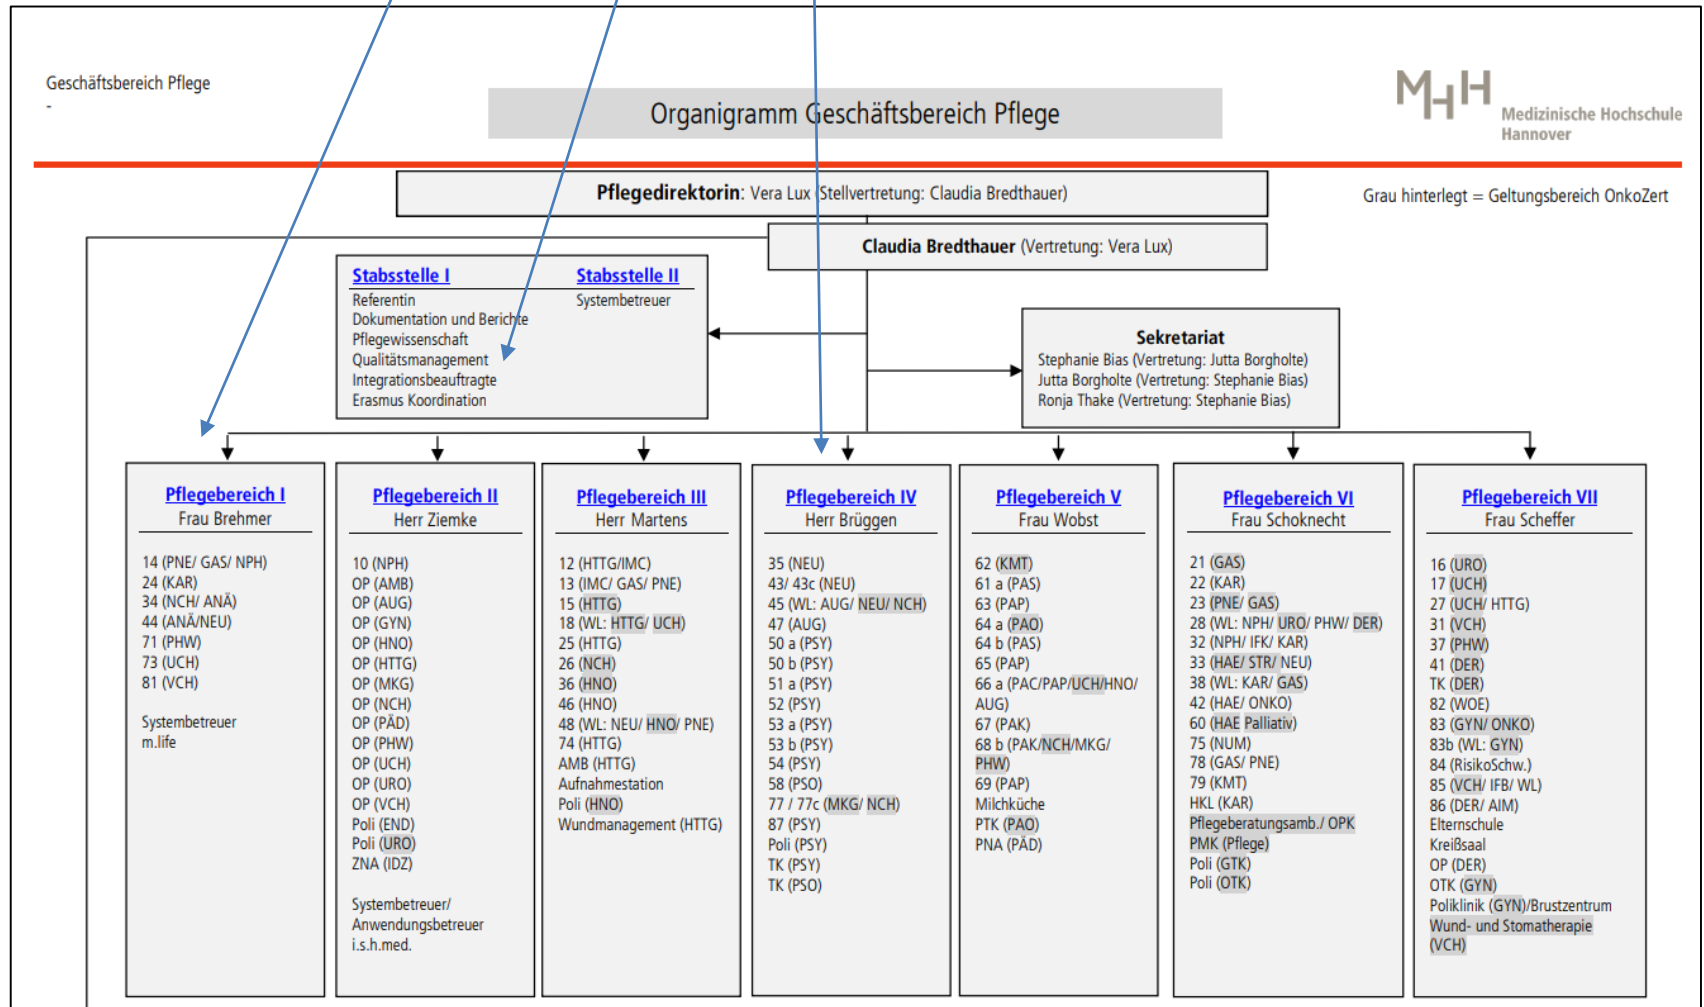 Geschäftsbereich Pflege
-
Organigramm Geschäftsbereich Pflege
MHH
Medizinische Hochschule
Hannover
Pflegedirektorin: Vera Lux (Stellvertretung: Claudia Bredthauer)
Grau hinterlegt = Geltungsbereich OnkoZert
Claudia Bredthauer (Vertretung: Vera Lux)
Stabsstelle I
Referentin
Dokumentation und Berichte
Pflegewissenschaft
Qualitätsmanagement
Integrationsbeauftragte
Erasmus Koordination
Stabsstelle II
Systembetreuer
Sekretariat
Stephanie Bias (Vertretung: Jutta Borgholte)
Jutta Borgholte (Vertretung: Stephanie Bias)
Ronja Thake (Vertretung: Stephanie Bias)
Pflegebereich I
Frau Brehmer
14 (PNE/ GAS/ NPH)
24 (KAR)
34 (NCH/ ANÄ)
44 (ANÄ/NEU)
71 (PHW)
73 (UCH)
81 (VCH)
Systembetreuer
m.life
Pflegebereich II
Herr Ziemke
10 (NPH)
OP (AMB)
OP (AUG)
OP (GYN)
OP (HNO)
OP (HTTG)
OP (MKG)
OP (NCH)
OP (PÄD)
OP (PHW)
OP (UCH)
OP (URO)
OP (VCH)
Poli (END)
Poli (URO)
ZNA (IDZ)
Systembetreuer/
Anwendungsbetreuer
i.s.h.med.
Pflegebereich III
Herr Martens
12 (HTTG/IMC)
13 (IMC/ GAS/ PNE)
15 (HTTG)
18 (WL: HTTG/ UCH)
25 (HTTG)
26 (NCH)
36 (HNO)
46 (HNO)
48 (WL: NEU/ HNO/ PNE)
74 (HTTG)
AMB (HTTG)
Aufnahmestation
Poli (HNO)
Wundmanagement (HTTG)
Pflegebereich IV
Herr Brüggen
35 (NEU)
43/ 43c (NEU)
45 (WL: AUG/ NEU/ NCH)
47 (AUG)
50 a (PSY)
50 b (PSY)
51 a (PSY)
52 (PSY)
53 a (PSY)
53 b (PSY)
54 (PSY)
58 (PSO)
77 / 77c (MKG/ NCH)
87 (PSY)
Poli (PSY)
TK (PSY)
TK (PSO)
Pflegebereich V
Frau Wobst
62 (KMT)
61 a (PAS)
63 (PAP)
64 a (PAO)
64 b (PAS)
65 (PAP)
66 a (PAC/PAP/UCH/HNO/
AUG)
67 (PAK)
68 b (PAK/NCH/MKG/
PHW)
69 (PAP)
Milchküche
PTK (PAO)
PNA (PÄD)
Pflegebereich VI
Frau Schoknecht
21 (GAS)
22 (KAR)
23 (PNE/ GAS)
28 (WL: NPH/ URO/ PHW/ DER)
32 (NPH/ IFK/ KAR)
33 (HAE/ STR/ NEU)
38 (WL: KAR/ GAS)
42 (HAE/ ONKO)
60 (HAE Palliativ)
75 (NUM)
78 (GAS/ PNE)
79 (KMT)
HKL (KAR)
Pflegeberatungsamb./ OPK
PMK (Pflege)
Poli (GTK)
Poli (OTK)
Pflegebereich VII
Frau Scheffer
16 (URO)
17 (UCH)
27 (UCH/ HTTG)
31 (VCH)
37 (PHW)
41 (DER)
TK (DER)
82 (WOE)
83 (GYN/ ONKO)
83b (WL: GYN)
84 (RisikoSchw.)
85 (VCH/ IFB/ WL)
86 (DER/ AIM)
Elternschule
Kreißsaal
OP (DER)
OTK (GYN)
Poliklinik (GYN)/Brustzentrum
Wund- und Stomatherapie
(VCH)